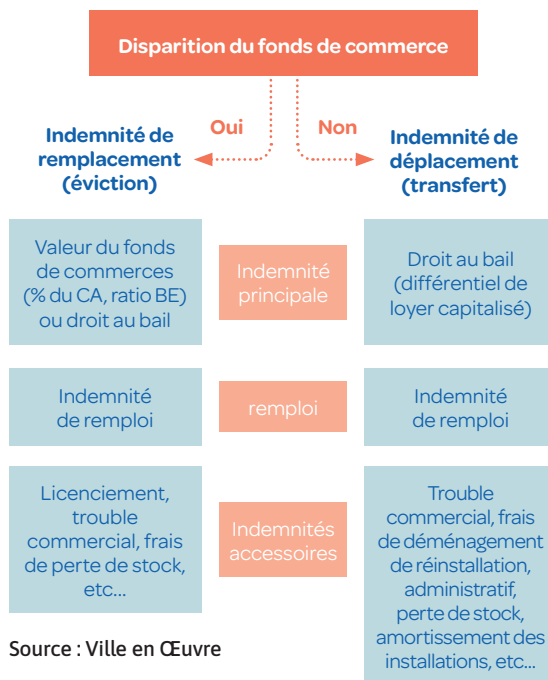 Disparition du fonds de commerce
Oui
Non
Indemnité de
remplacement
(éviction)
Indemnité de
déplacement
(transfert)
Valeur du fonds
de commerces
(% du CA, ratio BE)
ou droit au bail
Indemnité
principale
Droit au bail
(différentiel de
loyer capitalisé)
Indemnité
de remploi
remploi
Indemnité
de remploi
Licenciement,
trouble
commercial, frais
de perte de stock,
etc...
Indemnités
accessoires
Trouble
commercial, frais
de déménagement
de réinstallation,
administratif,
perte de stock,
amortissement des
installations, etc...
Source : Ville en Œuvre